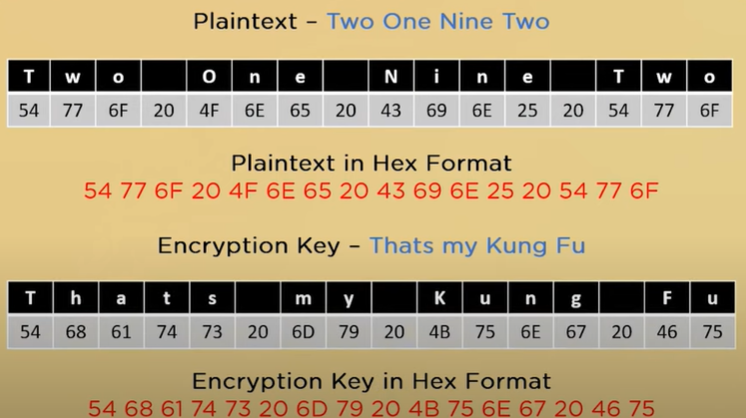 Plaintext – Two One Nine Two
T w o O n e N i n e T w o
54 77 6F 20 4F 6E 65 20 43 69 6E 25 20 54 77 6F
Plaintext in Hex Format
54 77 6F 20 4F 6E 65 20 43 69 6E 25 20 54 77 6F
Encryption Key – Thats my Kung Fu
T h a t s m y K u n g F u
54 68 61 74 73 20 6D 79 20 4B 75 6E 67 20 46 75
Encryption Key in Hex Format
54 68 61 74 73 20 6D 79 20 4B 75 6E 67 20 46 75